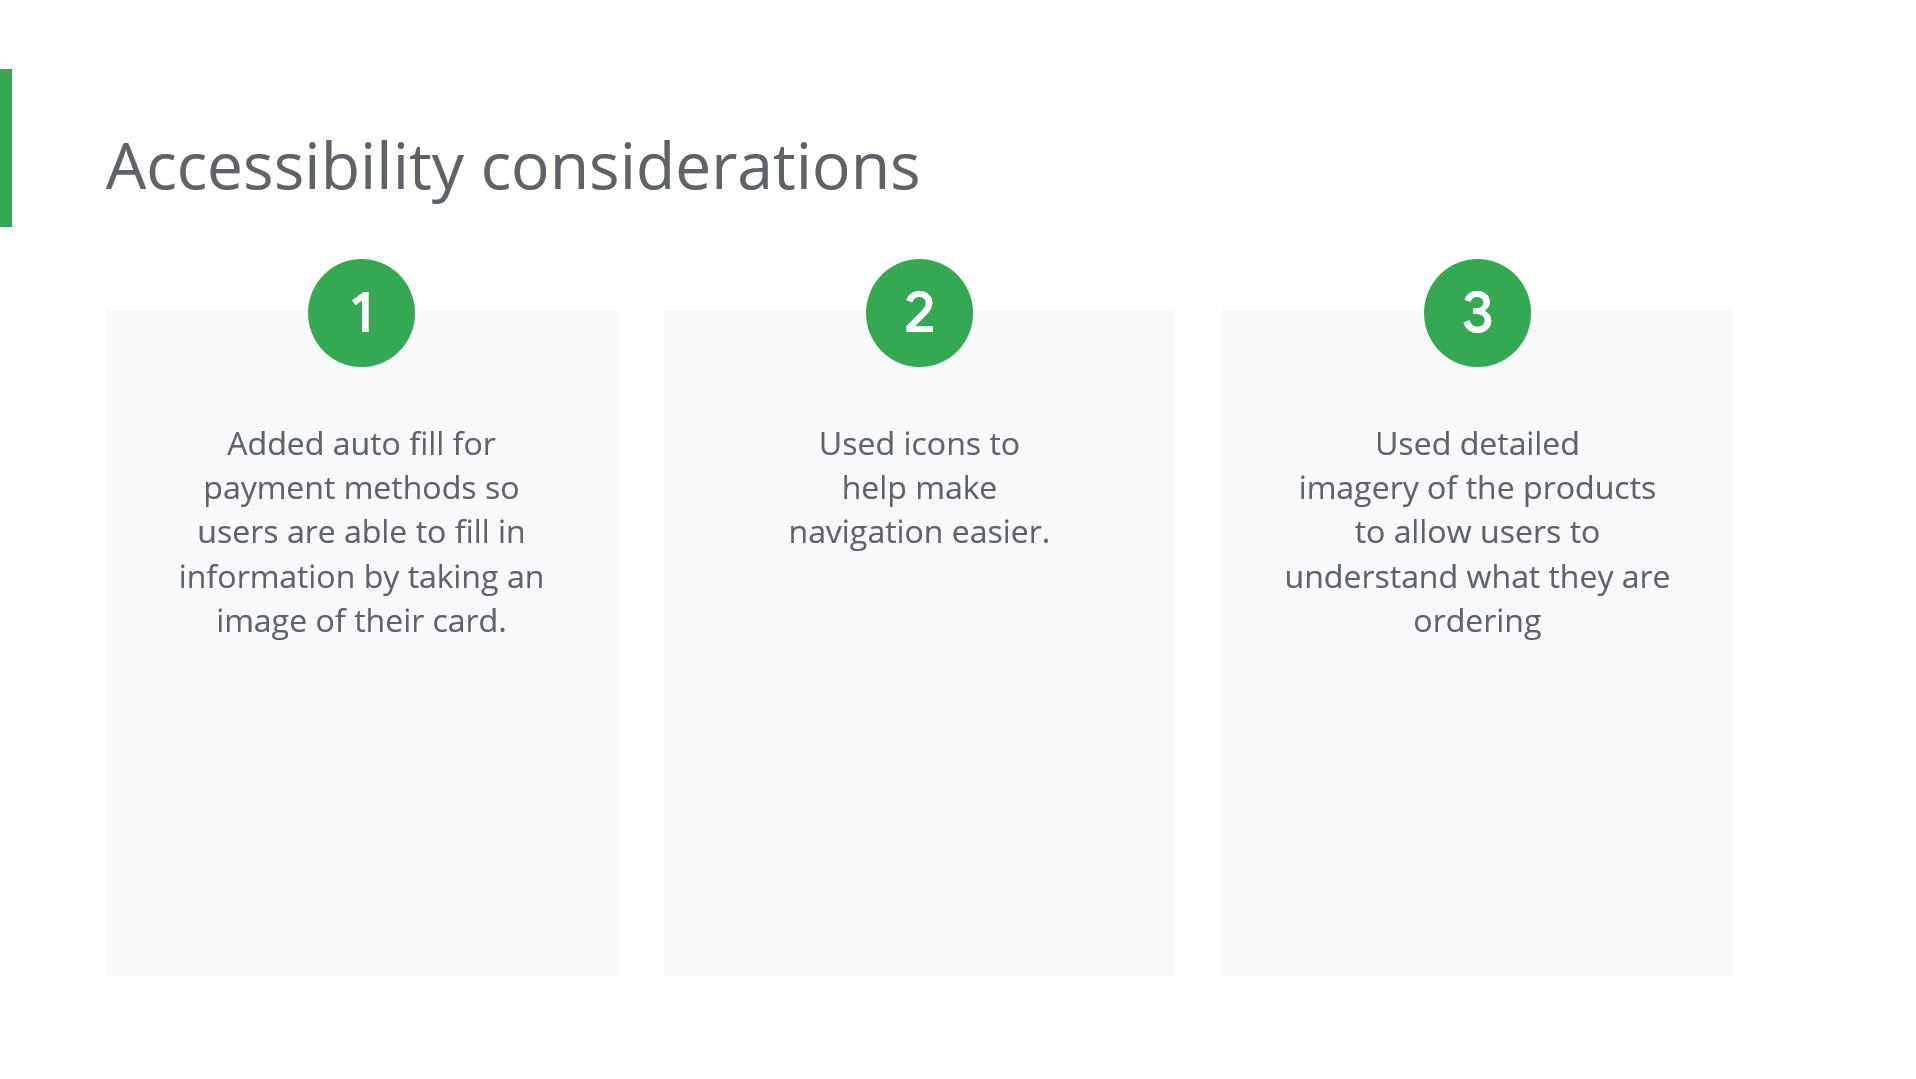 Accessibility considerations
1
Added auto fill for
payment methods so
users are able to fill in
information by taking an
image of their card.
2
Used icons to
help make
navigation easier.
3
Used detailed
imagery of the products
to allow users to
understand what they are
ordering